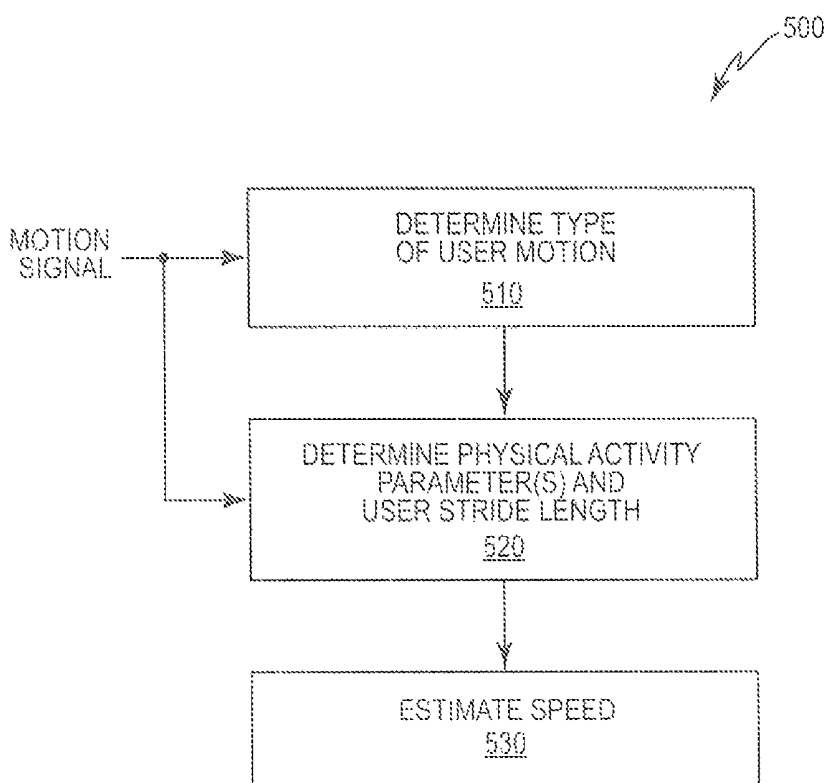 500
DETERMINE TYPE
OF USER MOTION
510
MOTION
SIGNAL
DETERMINE PHYSICAL ACTIVITY
PARAMETER(S) AND
USER STRIDE LENGTH
520
ESTIMATE SPEED
530